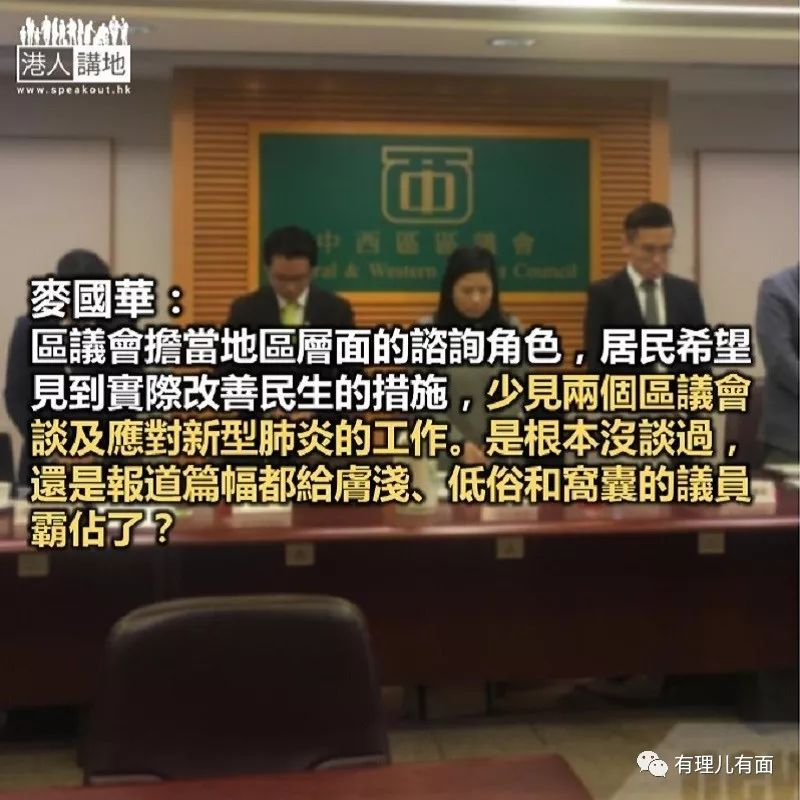 港人講地
www.speakout.hk
中西區區議會
ral & Western
t Council
麥國華：
區議會擔當地區層面的諮詢角色，居民希望
見到實際改善民生的措施，少見兩個區議會
談及應對新型肺炎的工作。是根本沒談過，
還是報道篇幅都給膚淺、低俗和窩囊的議員
霸佔了？
有理儿有面